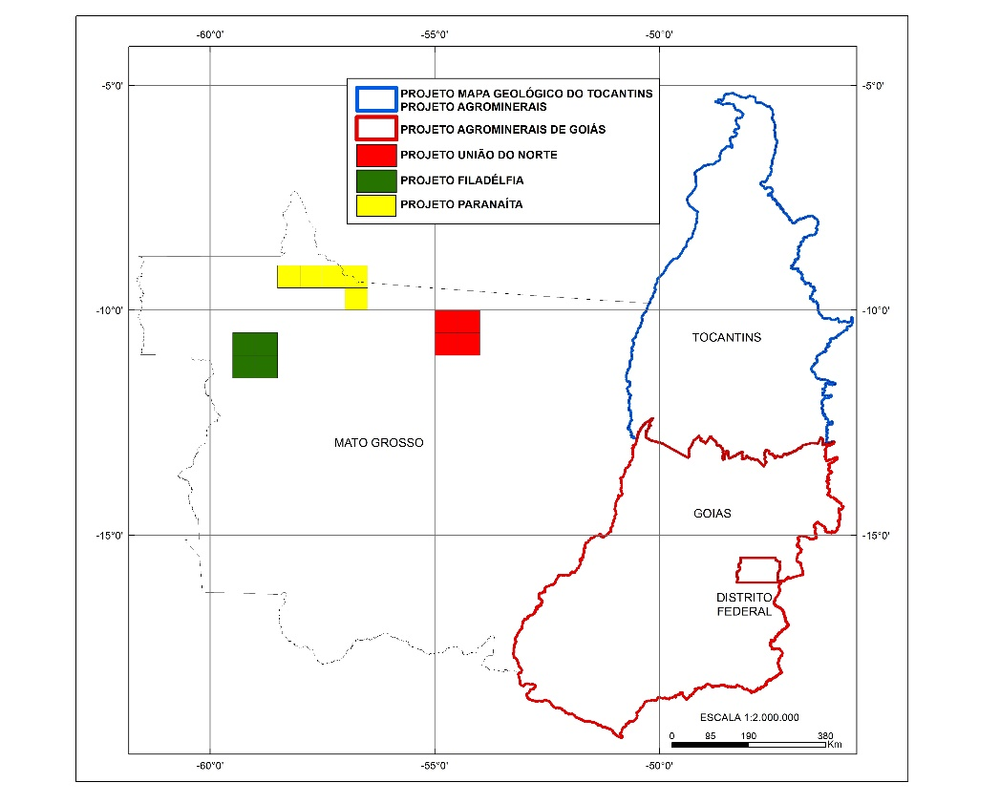 -60°0' -55°0' -50°0'
-5°0' -5°0'
PROJETO MAPA GEOLÓGICO DO TOCANTINS
PROJETO AGROMINERAIS
PROJETO AGROMINERAIS DE GOIÁS
PROJETO UNIÃO DO NORTE
PROJETO FILADÉLFIA
PROJETO PARANAÍTA
-10°0' -10°0'
TOCANTINS
MATO GROSSO
GOIAS
-15°0' -15°0'
DISTRITO
FEDERAL
ESCALA 1:2.000.000
0 95 190 380
Km
-60°0' -55°0' -50°0'